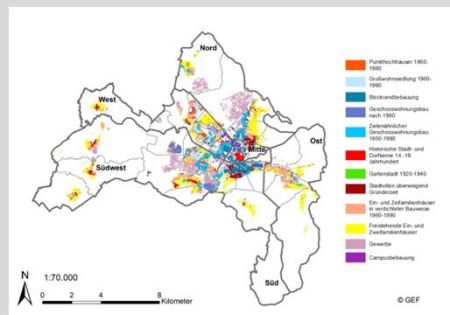 Nord
West
Ost
Mitte
Südwest
Süd
Punkthochhäuser 1960-
1980
Großwohnsiedlung 1960-
1990
Blockrandbebauung
Geschosswohnungsbau
nach 1990
Zeilenähnlicher
Geschosswohnungsbau
1950-1990
Historische Stadt- und
Dorfkerne 14.-19
Jahrhundert
Gartenstadt 1920-1940
Stadtvillen überwiegend
Gründerzeit
Ein- und Zweifamilienhäuser
in verdichteter Bauweise
1960-1990
Freistehende Ein- und
Zweifamilienhäuser
Gewerbe
Campusbebauung
N
1:70.000
0 2 4 8
Kilometer
© GEF